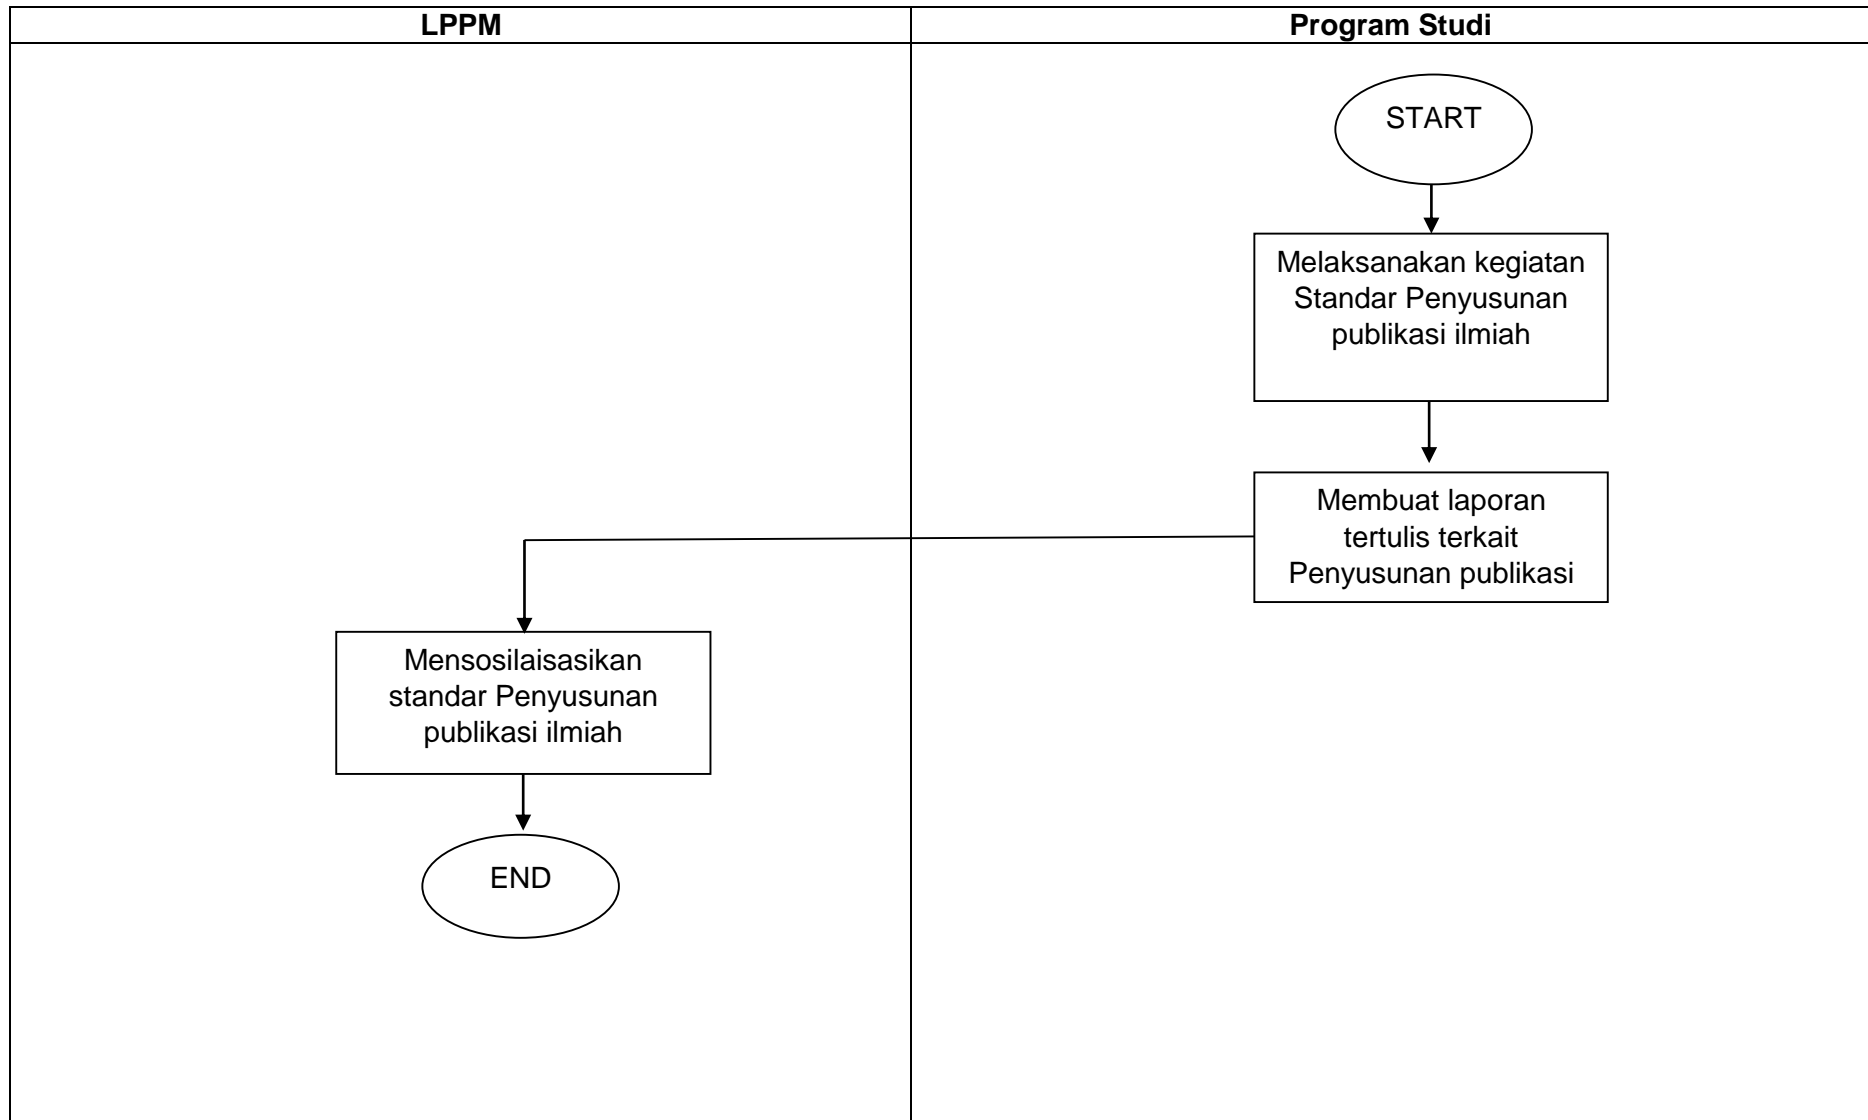 LPPM
Program Studi
START
Melaksanakan kegiatan
Standar Penyusunan
publikasi ilmiah
Membuat laporan
tertulis terkait
Penyusunan publikasi
Mensosilaisasikan
standar Penyusunan
publikasi ilmiah
END